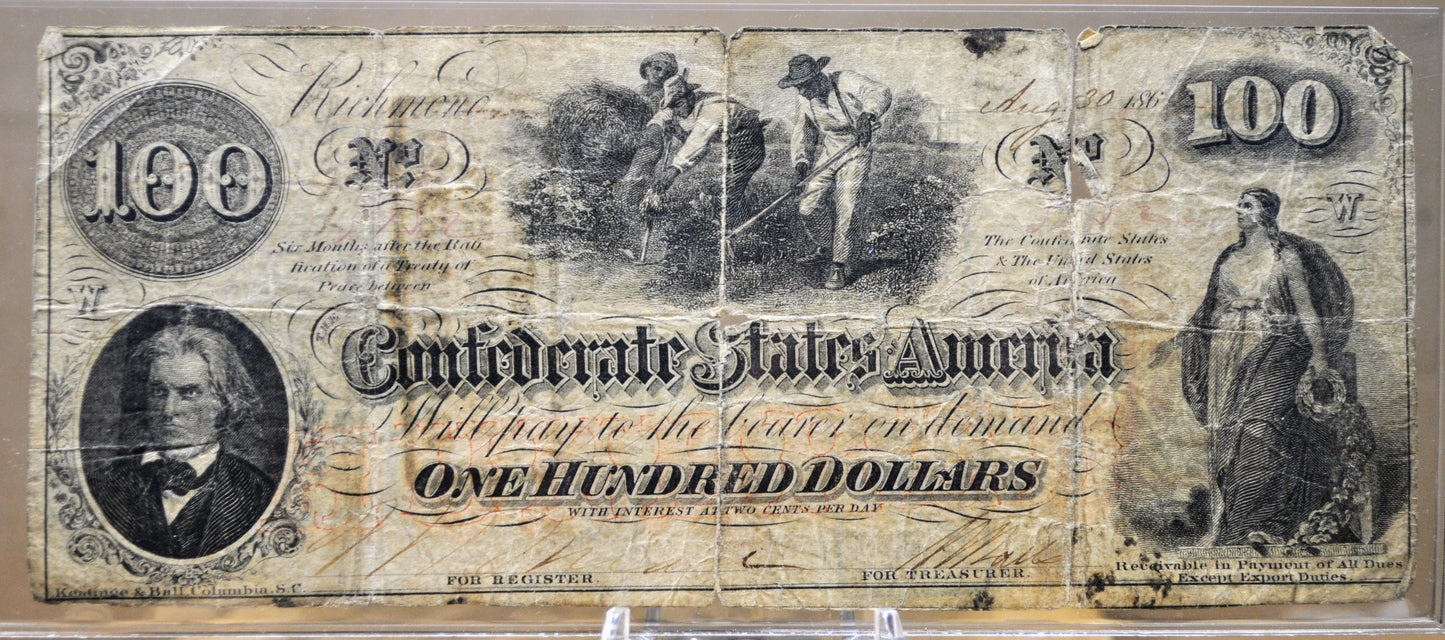 Richmond Aug 30 186
100
100
No
No
Six Months after the Rati
fication of a Treaty of
Peace between
The Confederate States
& The United States
of America
W
W
Confederate States America
Will pay to the bearer on demand
ONE HUNDRED DOLLARS
WITH INTEREST AT TWO CENTS PER DAY
FOR REGISTER
FOR TREASURER.
Receivable in Payment of All Dues
Except Export Duties
Keatinge & Ball, Columbia, S.C.